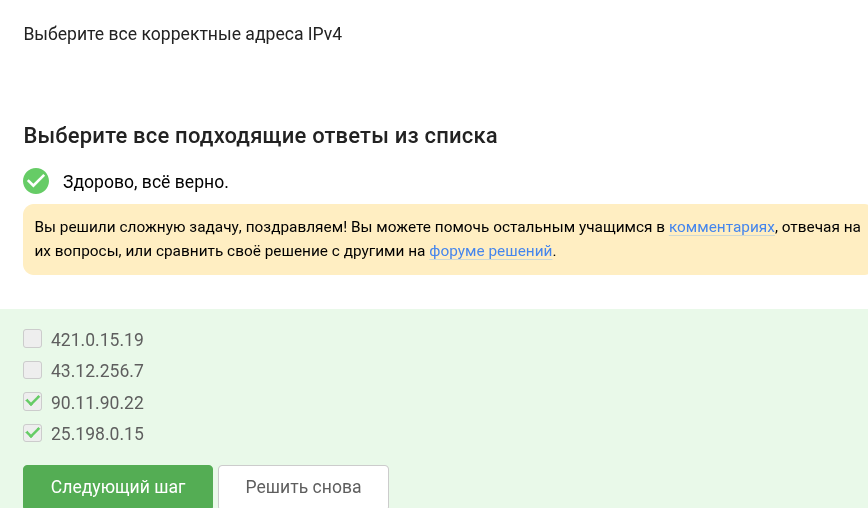 Выберите все корректные адреса IPv4
Выберите все подходящие ответы из списка
Здорово, всё верно.
Вы решили сложную задачу, поздравляем! Вы можете помочь остальным учащимся в комментариях, отвечая на
их вопросы, или сравнить своё решение с другими на форуме решений.
421.0.15.19
43.12.256.7
90.11.90.22
25.198.0.15
Следующий шаг
Решить снова